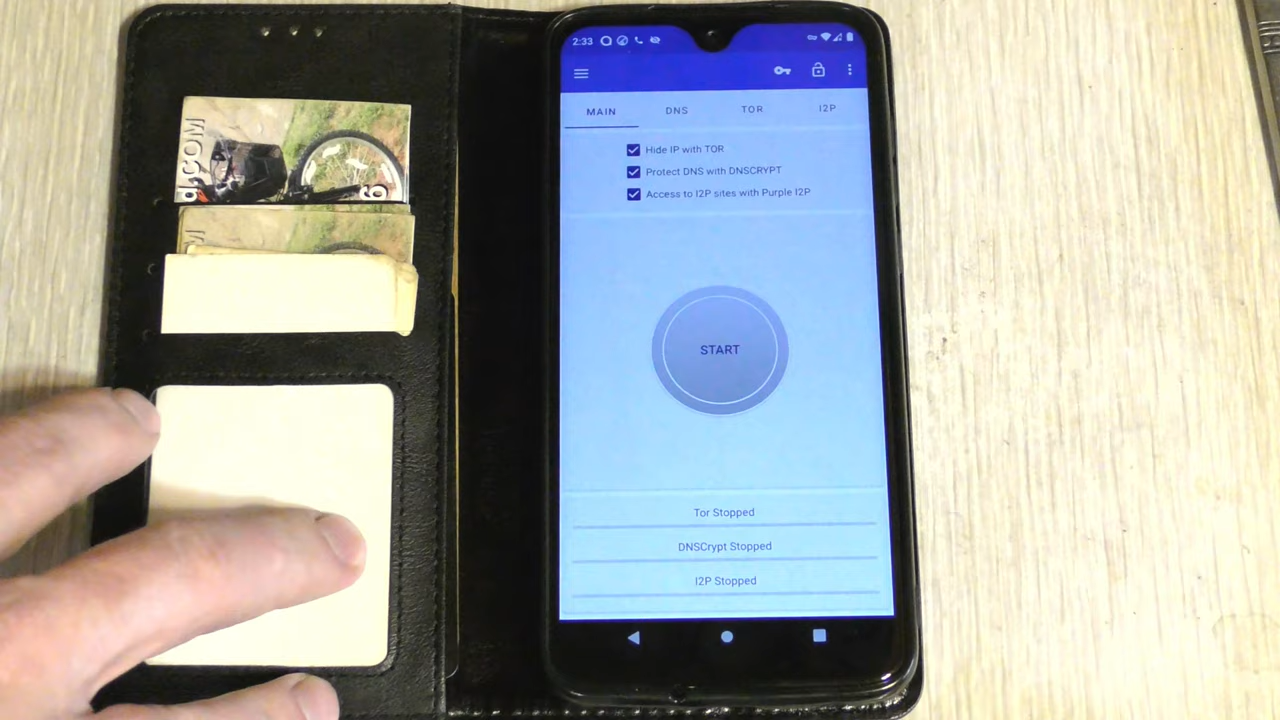 d.COM
6
2:33
MAIN DNS TOR I2P
Hide IP with TOR
Protect DNS with DNSCRYPT
Access to I2P sites with Purple I2P
START
Tor Stopped
DNSCrypt Stopped
I2P Stopped